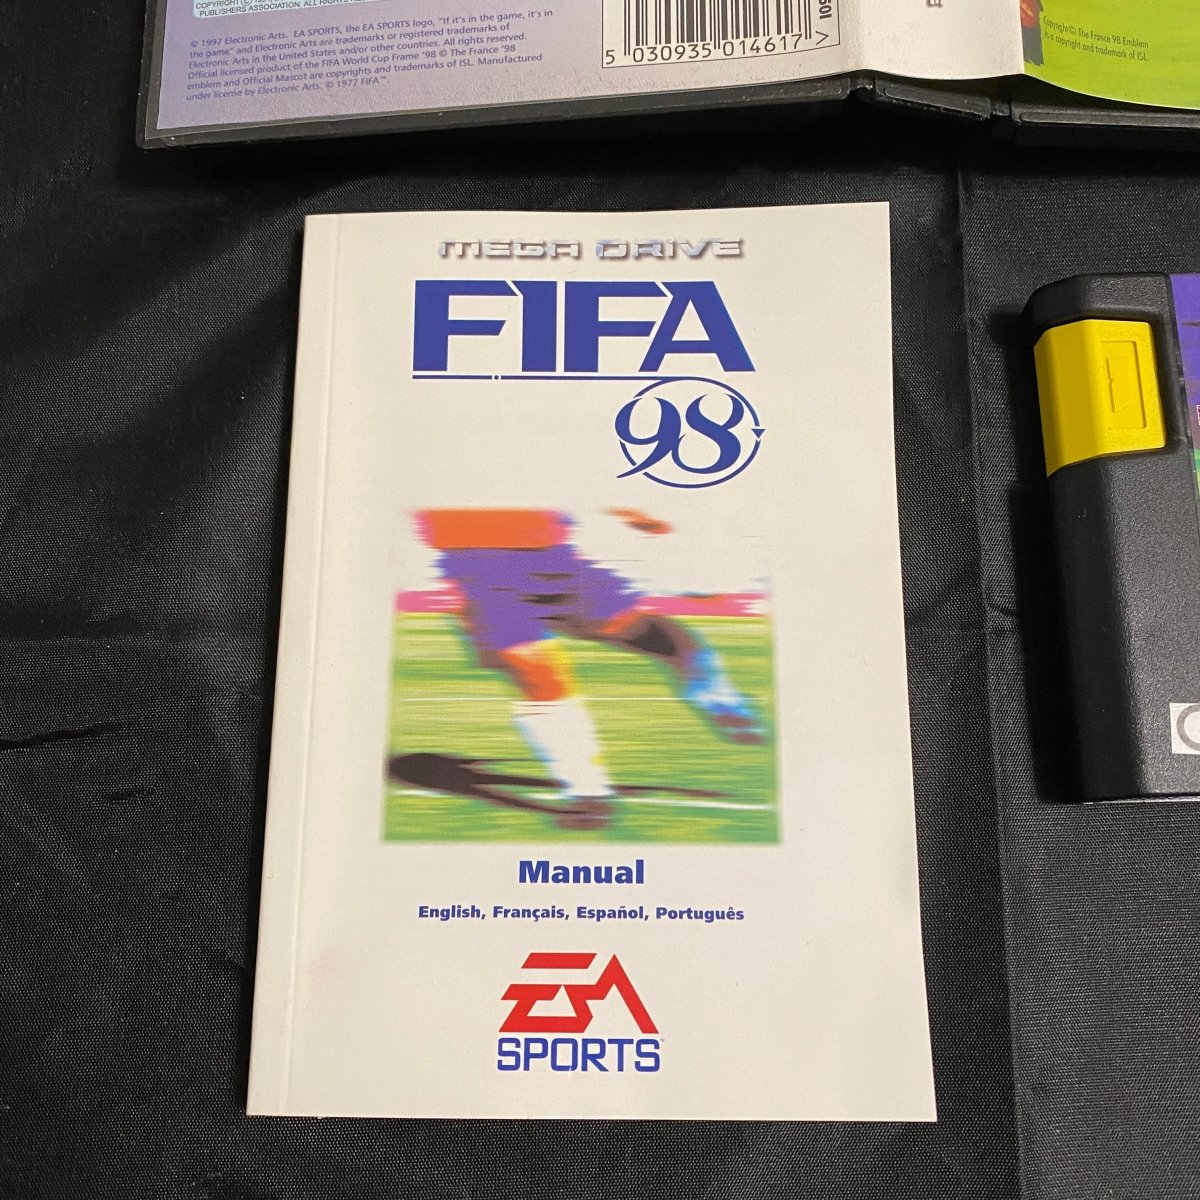 PUBLISHERS ASSOCIATION. ALL RIGHTS
© 1997 Electronic Arts. EA SPORTS, the EA SPORTS logo, "If it's in the game, it's in
the game" and Electronic Arts are trademarks or registered trademarks of
Electronic Arts in the United States and/or other countries. All rights reserved.
Official licensed product of the FIFA World Cup Frame '98 © The France '98
emblem and Official Mascot are copyrights and trademarks of ISL. Manufactured
under license by Electronic Arts. © 1977 FIFA™.
5 030935 014617 >
Copyright© The France 98 Emblem
is a copyright and trademark of ISL.
MEGA DRIVE
FIFA
98
Manual
English, Français, Español, Português
EA
SPORTS™